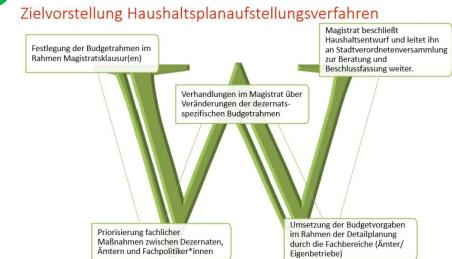 Zielvorstellung Haushaltsplanaufstellungsverfahren
Festlegung der Budgetrahmen im
Rahmen Magistratsklausur(en)
Magistrat beschließt
Haushaltsentwurf und leitet ihn
an Stadtverordnetenversammlung
zur Beratung und
Beschlussfassung weiter.
Verhandlungen im Magistrat über
Veränderungen der dezernats-
spezifischen Budgetrahmen
Priorisierung fachlicher
Maßnahmen zwischen Dezernaten,
Ämtern und Fachpolitiker*innen
Umsetzung der Budgetvorgaben
im Rahmen der Detailplanung
durch die Fachbereiche (Ämter/
Eigenbetriebe)